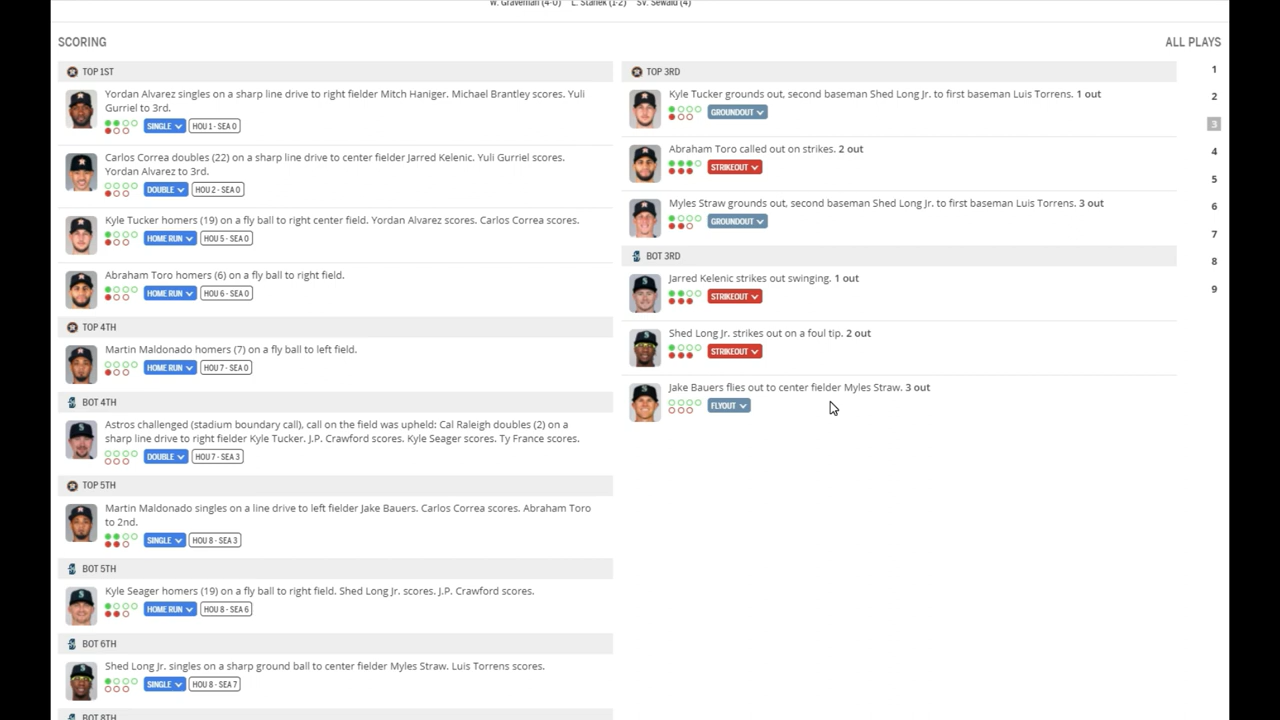 W: Graveman (4-0) L: Stanek (1-2) SV: Sewald (4)
SCORING
ALL PLAYS
TOP 1ST
Yordan Alvarez singles on a sharp line drive to right fielder Mitch Haniger. Michael Brantley scores. Yuli
Gurriel to 3rd.
SINGLE
HOU 1 - SEA 0
Carlos Correa doubles (22) on a sharp line drive to center fielder Jarred Kelenic. Yuli Gurriel scores.
Yordan Alvarez to 3rd.
DOUBLE
HOU 2 - SEA 0
Kyle Tucker homers (19) on a fly ball to right center field. Yordan Alvarez scores. Carlos Correa scores.
HOME RUN
HOU 5 - SEA 0
Abraham Toro homers (6) on a fly ball to right field.
HOME RUN
HOU 6 - SEA 0
TOP 4TH
Martin Maldonado homers (7) on a fly ball to left field.
HOME RUN
HOU 7 - SEA 0
BOT 4TH
Astros challenged (stadium boundary call), call on the field was upheld: Cal Raleigh doubles (2) on a
sharp line drive to right fielder Kyle Tucker. J.P. Crawford scores. Kyle Seager scores. Ty France scores.
DOUBLE
HOU 7 - SEA 3
TOP 5TH
Martin Maldonado singles on a line drive to left fielder Jake Bauers. Carlos Correa scores. Abraham Toro
to 2nd.
SINGLE
HOU 8 - SEA 3
BOT 5TH
Kyle Seager homers (19) on a fly ball to right field. Shed Long Jr. scores. J.P. Crawford scores.
HOME RUN
HOU 8 - SEA 6
BOT 6TH
Shed Long Jr. singles on a sharp ground ball to center fielder Myles Straw. Luis Torrens scores.
SINGLE
HOU 8 - SEA 7
BOT 8TH
TOP 3RD
Kyle Tucker grounds out, second baseman Shed Long Jr. to first baseman Luis Torrens. 1 out
GROUNDOUT
Abraham Toro called out on strikes. 2 out
STRIKEOUT
Myles Straw grounds out, second baseman Shed Long Jr. to first baseman Luis Torrens. 3 out
GROUNDOUT
BOT 3RD
Jarred Kelenic strikes out swinging. 1 out
STRIKEOUT
Shed Long Jr. strikes out on a foul tip. 2 out
STRIKEOUT
Jake Bauers flies out to center fielder Myles Straw. 3 out
FLYOUT
1
2
3
4
5
6
7
8
9